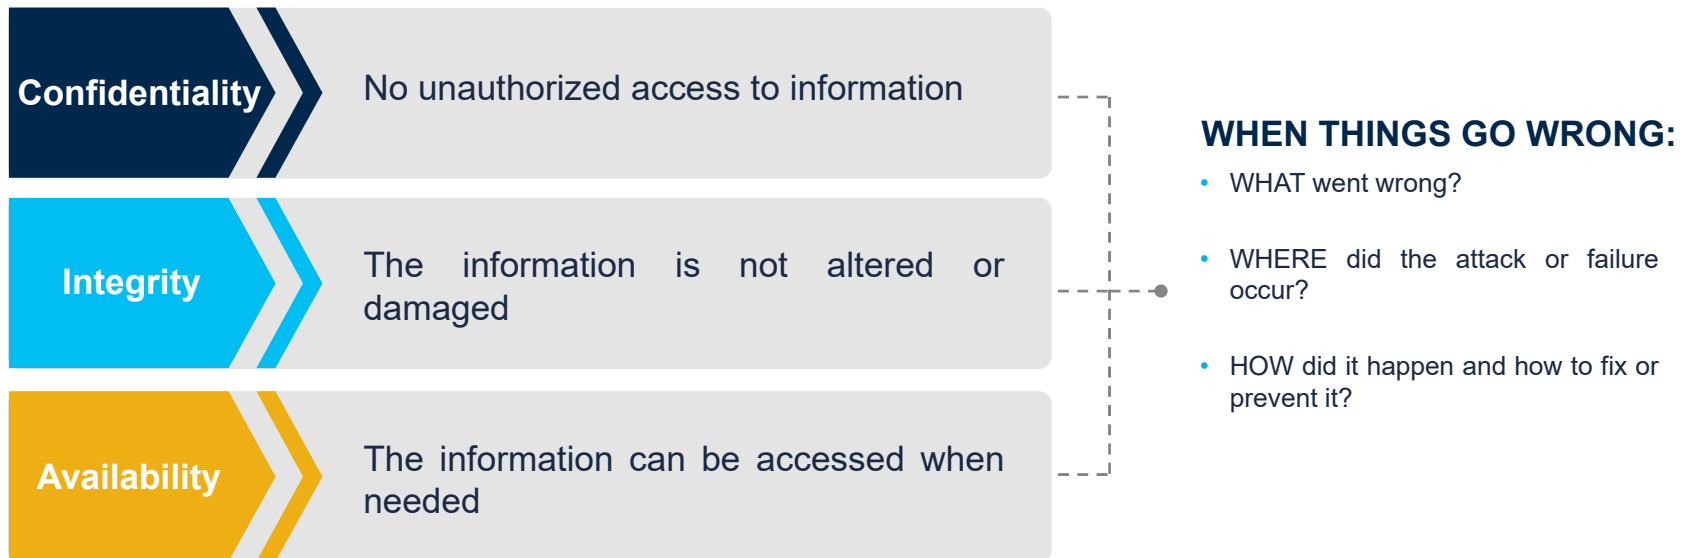 Confidentiality
No unauthorized access to information
Integrity
The information is not altered or
damaged
Availability
The information can be accessed when
needed
WHEN THINGS GO WRONG:
• WHAT went wrong?
• WHERE did the attack or failure
occur?
• HOW did it happen and how to fix or
prevent it?